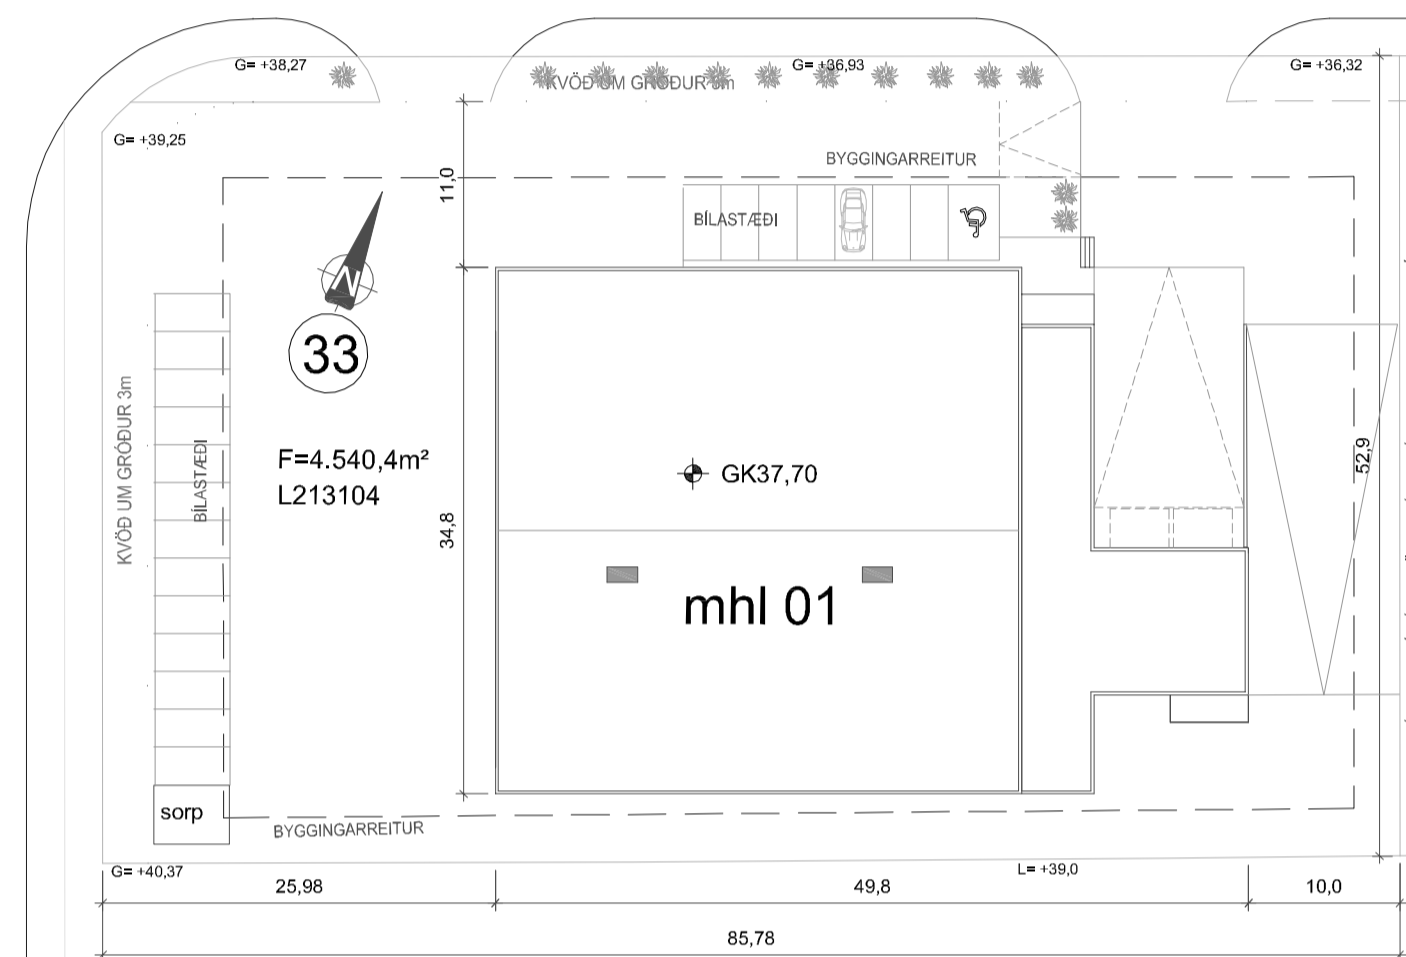 G= +38,27
G= +36,93
G= +36,32
KVÖÐ UM GRÓÐUR 3m
G= +39,25
BYGGINGARREITUR
11,0
BÍLASTÆÐI
N
33
KVÖÐ UM GRÓÐUR 3m
BÍLASTÆÐI
F=4.540,4m²
L213104
GK37,70
52,9
34,8
mhl 01
sorp
BYGGINGARREITUR
G= +40,37
L= +39,0
25,98
49,8
10,0
85,78